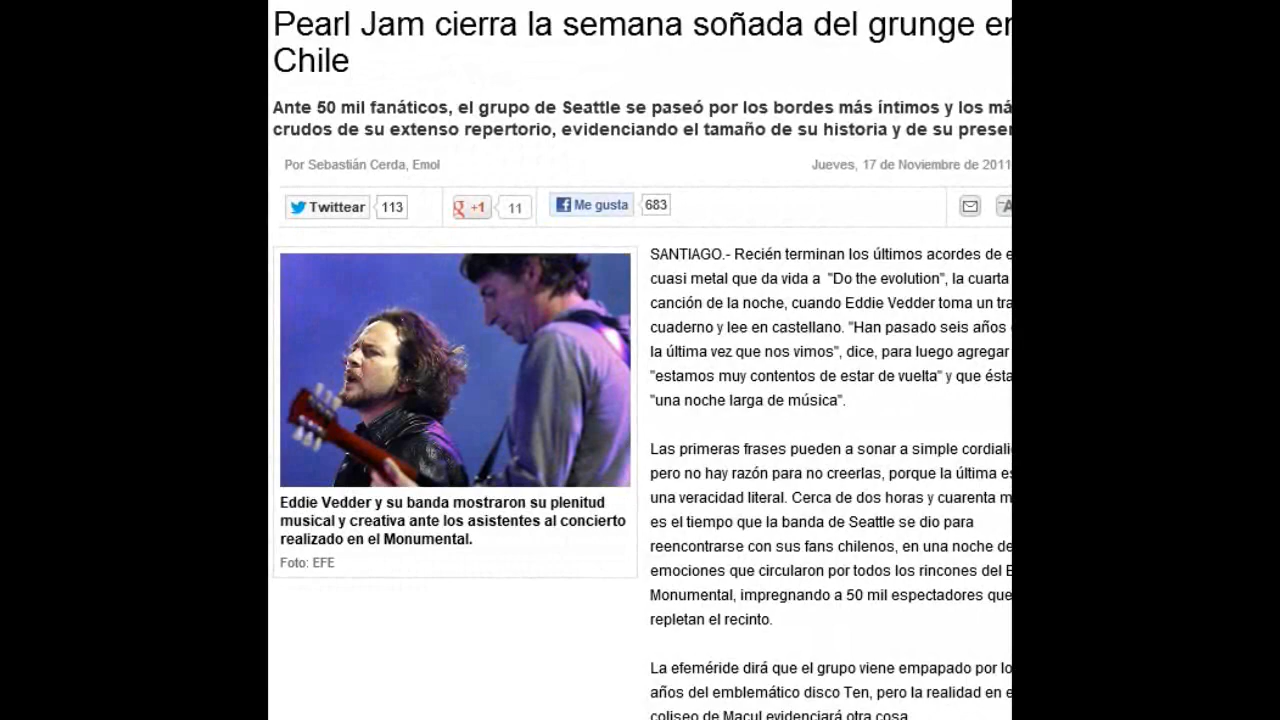 Pearl Jam cierra la semana soñada del grunge en
Chile
Ante 50 mil fanáticos, el grupo de Seattle se paseó por los bordes más íntimos y los má
crudos de su extenso repertorio, evidenciando el tamaño de su historia y de su presen
Por Sebastián Cerda, Emol
Jueves, 17 de Noviembre de 2011
Twittear 113
g +1 11
Me gusta 683
A
Eddie Vedder y su banda mostraron su plenitud
musical y creativa ante los asistentes al concierto
realizado en el Monumental.
Foto: EFE
SANTIAGO.- Recién terminan los últimos acordes de e
cuasi metal que da vida a "Do the evolution", la cuarta
canción de la noche, cuando Eddie Vedder toma un tra
cuaderno y lee en castellano. "Han pasado seis años
la última vez que nos vimos", dice, para luego agregar
"estamos muy contentos de estar de vuelta" y que ésta
"una noche larga de música".
Las primeras frases pueden a sonar a simple cordiali
pero no hay razón para no creerlas, porque la última es
una veracidad literal. Cerca de dos horas y cuarenta m
es el tiempo que la banda de Seattle se dio para
reencontrarse con sus fans chilenos, en una noche de
emociones que circularon por todos los rincones del E
Monumental, impregnando a 50 mil espectadores que
repletan el recinto.
La efeméride dirá que el grupo viene empapado por lo
años del emblemático disco Ten, pero la realidad en e
coliseo de Macul evidenciará otra cosa